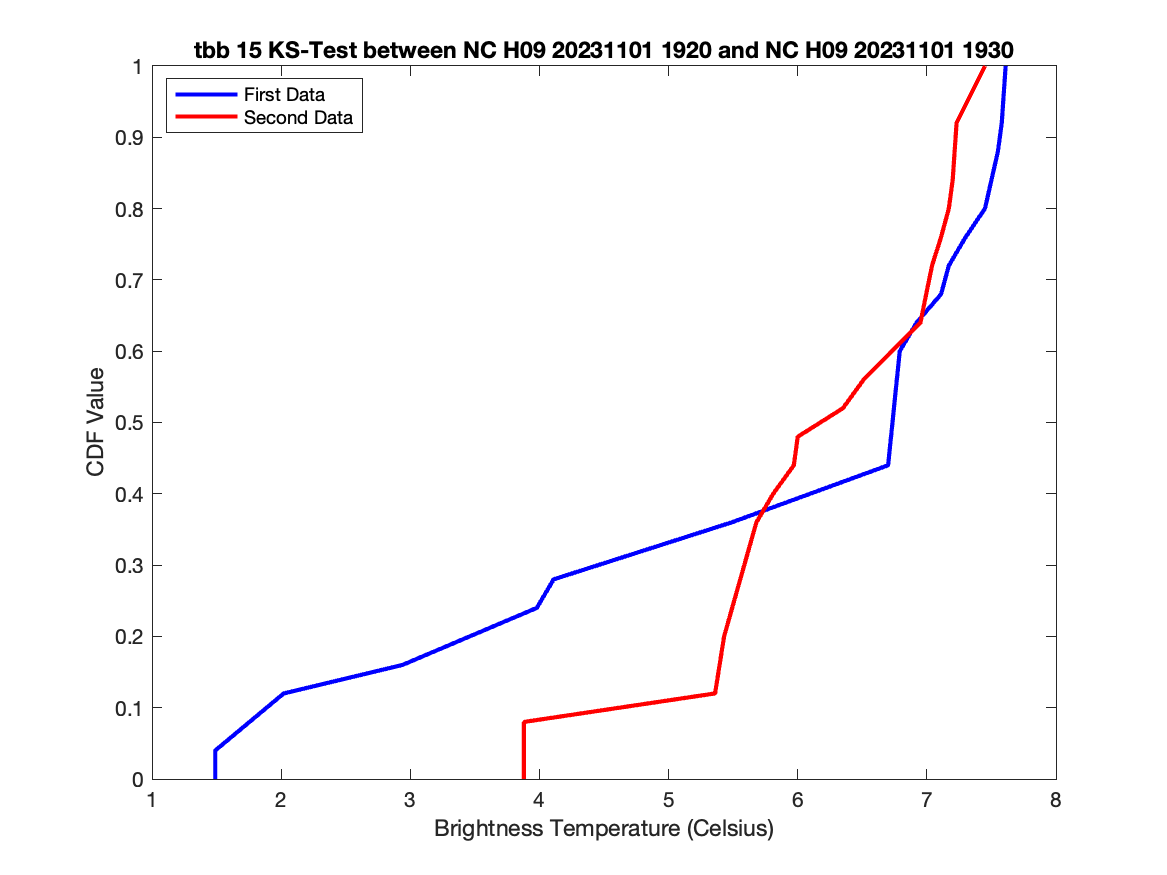 tbb 15 KS-Test between NC H09 20231101 1920 and NC H09 20231101 1930
First Data
Second Data
1
0.9
0.8
0.7
0.6
0.5
0.4
0.3
0.2
0.1
0
CDF Value
1 2 3 4 5 6 7 8
Brightness Temperature (Celsius)